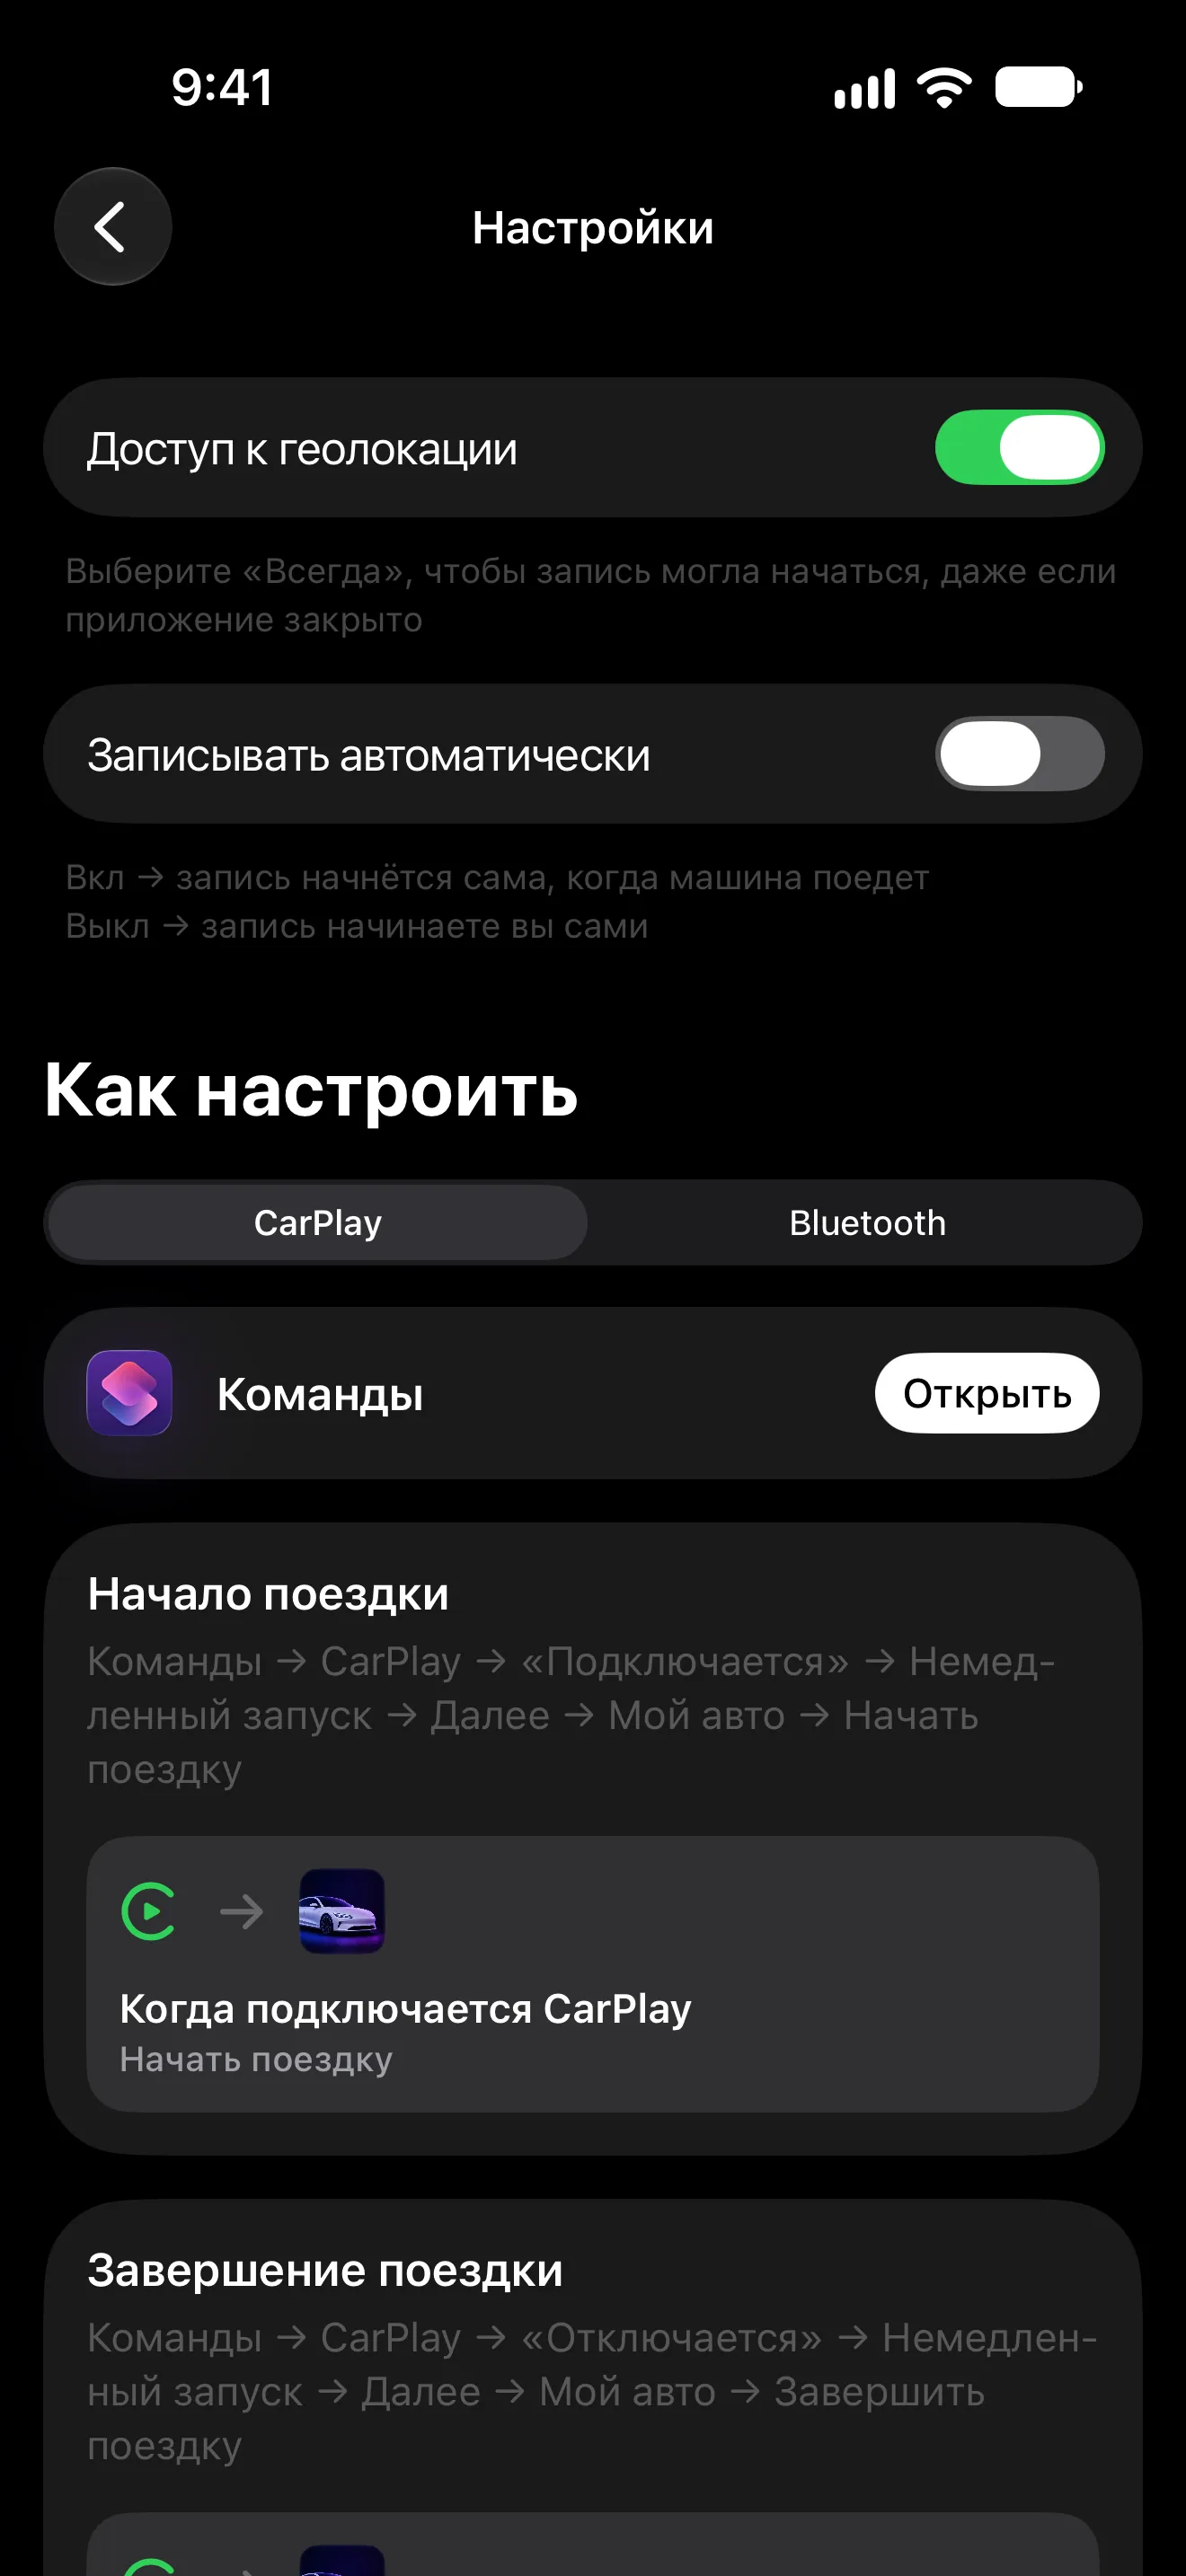 9:41
Настройки
Доступ к геолокации
Выберите «Всегда», чтобы запись могла начаться, даже если
приложение закрыто
Записывать автоматически
Вкл → запись начнётся сама, когда машина поедет
Выкл → запись начинаете вы сами
Как настроить
CarPlay
Bluetooth
Команды
Открыть
Начало поездки
Команды → CarPlay → «Подключается» → Немед-
ленный запуск → Далее → Мой авто → Начать
поездку
Когда подключается CarPlay
Начать поездку
Завершение поездки
Команды → CarPlay → «Отключается» → Немедлен-
ный запуск → Далее → Мой авто → Завершить
поездку